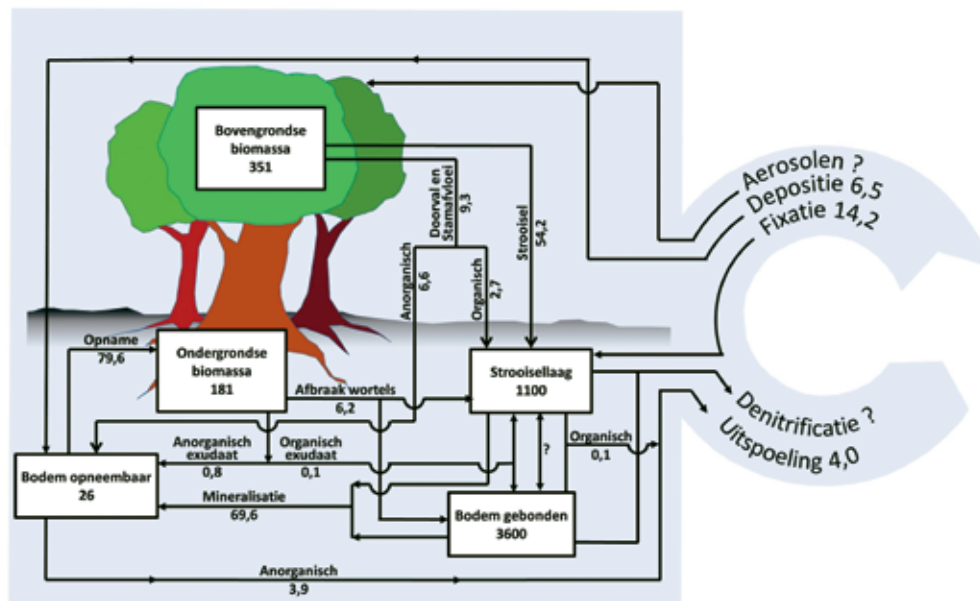 Bovengrondse
biomassa
351
Doorval en
Stamafvloei
9,3
Strooisel
54,2
Anorganisch
6,6
Organisch
2,7
Aerosolen ?
Depositie 6,5
Fixatie 14,2
Opname
79,6
Ondergrondse
biomassa
181
Afbraak wortels
6,2
Strooisellaag
1100
Denitrificatie ?
Uitspoeling 4,0
Anorganisch
exudaat
0,8
Organisch
exudaat
0,1
?
Organisch
0,1
Bodem opneembaar
26
Mineralisatie
69,6
Bodem gebonden
3600
Anorganisch
3,9